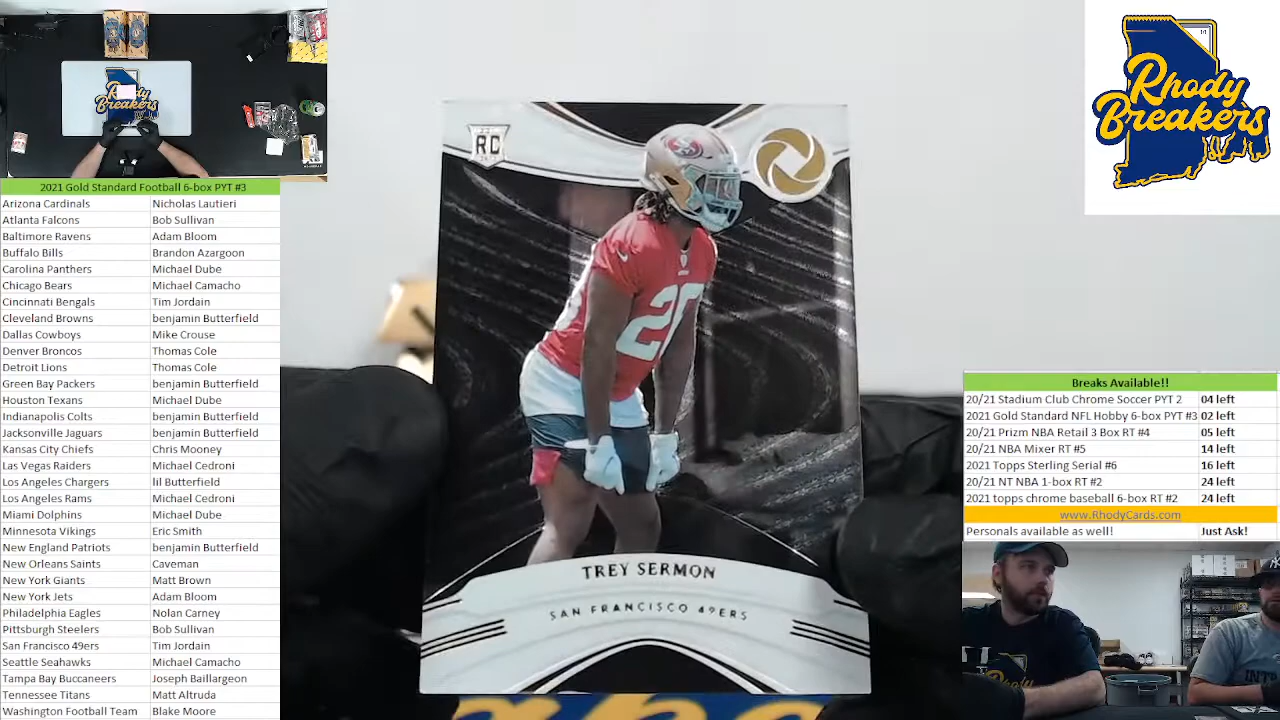 Rhody
Breakers
2021 Gold Standard Football 6-box PYT #3
Arizona Cardinals Nicholas Lautieri
Atlanta Falcons Bob Sullivan
Baltimore Ravens Adam Bloom
Buffalo Bills Brandon Azargoon
Carolina Panthers Michael Dube
Chicago Bears Michael Camacho
Cincinnati Bengals Tim Jordain
Cleveland Browns benjamin Butterfield
Dallas Cowboys Mike Crouse
Denver Broncos Thomas Cole
Detroit Lions Thomas Cole
Green Bay Packers benjamin Butterfield
Houston Texans Michael Dube
Indianapolis Colts benjamin Butterfield
Jacksonville Jaguars benjamin Butterfield
Kansas City Chiefs Chris Mooney
Las Vegas Raiders Michael Cedroni
Los Angeles Chargers lil Butterfield
Los Angeles Rams Michael Cedroni
Miami Dolphins Michael Dube
Minnesota Vikings Eric Smith
New England Patriots benjamin Butterfield
New Orleans Saints Caveman
New York Giants Matt Brown
New York Jets Adam Bloom
Philadelphia Eagles Nolan Carney
Pittsburgh Steelers Bob Sullivan
San Francisco 49ers Tim Jordain
Seattle Seahawks Michael Camacho
Tampa Bay Buccaneers Joseph Baillargeon
Tennessee Titans Matt Altruda
Washington Football Team Blake Moore
RC
TREY SERMON
SAN FRANCISCO 49ERS
Rhody
Breakers
Breaks Available!!
20/21 Stadium Club Chrome Soccer PYT 2 04 left
2021 Gold Standard NFL Hobby 6-box PYT #3 02 left
20/21 Prizm NBA Retail 3 Box RT #4 05 left
20/21 NBA Mixer RT #5 14 left
2021 Topps Sterling Serial #6 16 left
20/21 NT NBA 1-box RT #2 24 left
2021 topps chrome baseball 6-box RT #2 24 left
www.RhodyCards.com
Personals available as well! Just Ask!
Rhody